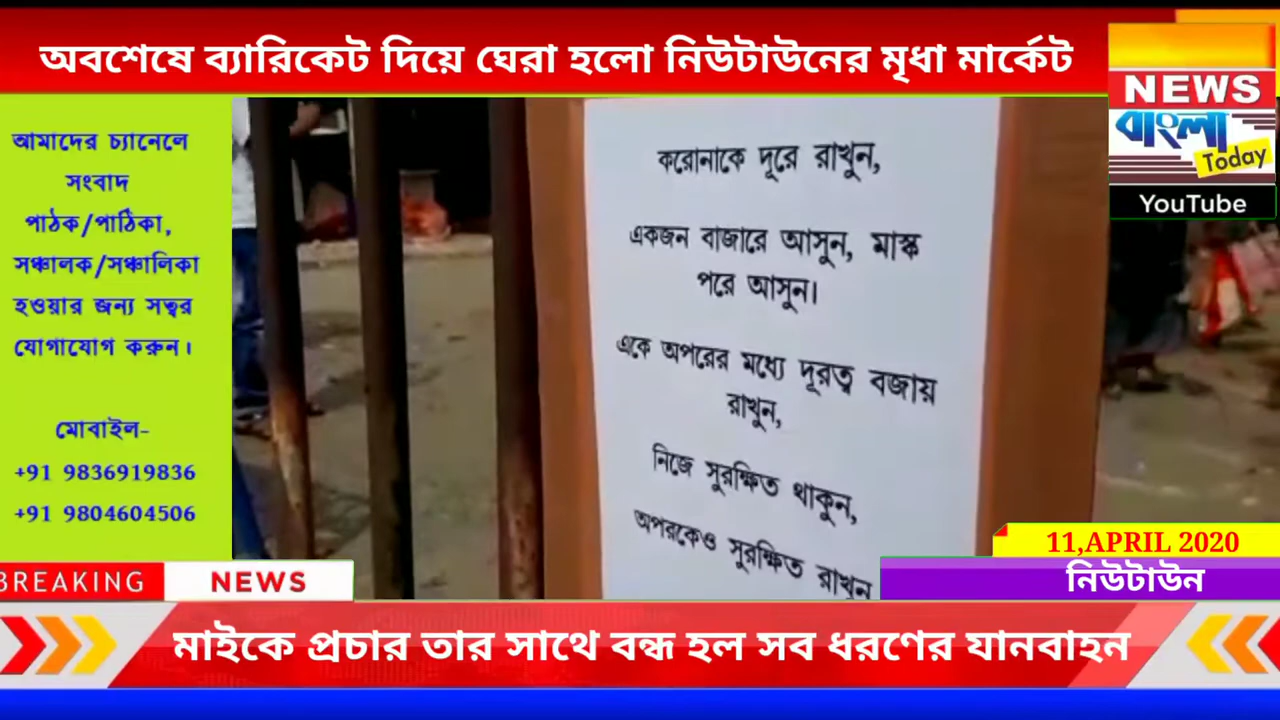 অবশেষে ব্যারিকেট দিয়ে ঘেরা হলো নিউটাউনের মৃধা মার্কেট
NEWS
বাংলা
Today
YouTube
আমাদের চ্যানেলে
সংবাদ
পাঠক/পাঠিকা,
সঞ্চালক/সঞ্চালিকা
হওয়ার জন্য সত্বর
যোগাযোগ করুন।
মোবাইল-
+91 9836919836
+91 9804604506
করোনাকে দূরে রাখুন,
একজন বাজারে আসুন, মাস্ক
পরে আসুন।
একে অপরের মধ্যে দূরত্ব বজায়
রাখুন,
নিজে সুরক্ষিত থাকুন,
অপরকেও সুরক্ষিত রাখুন
11,APRIL 2020
নিউটাউন
BREAKING NEWS
মাইকে প্রচার তার সাথে বন্ধ হল সব ধরণের যানবাহন